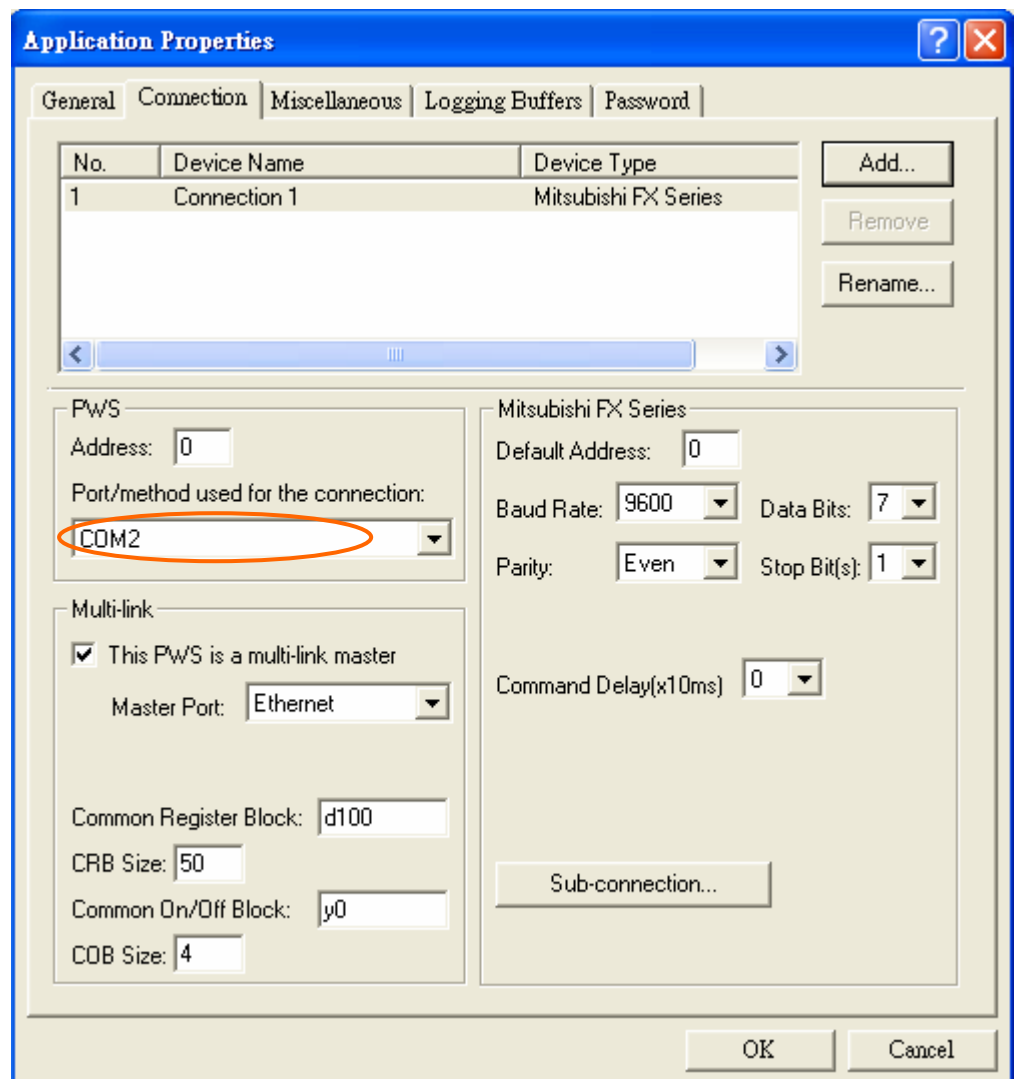 Application Properties
General Connection Miscellaneous Logging Buffers Password
No. Device Name Device Type
1 Connection 1 Mitsubishi FX Series
Add...
Remove
Rename...
PWS
Address: 0
Port/method used for the connection:
COM2
Multi-link
This PWS is a multi-link master
Master Port: Ethernet
Common Register Block: d100
CRB Size: 50
Common On/Off Block: y0
COB Size: 4
Mitsubishi FX Series
Default Address: 0
Baud Rate: 9600 Data Bits: 7
Parity: Even Stop Bit(s): 1
Command Delay(x10ms) 0
Sub-connection...
OK Cancel